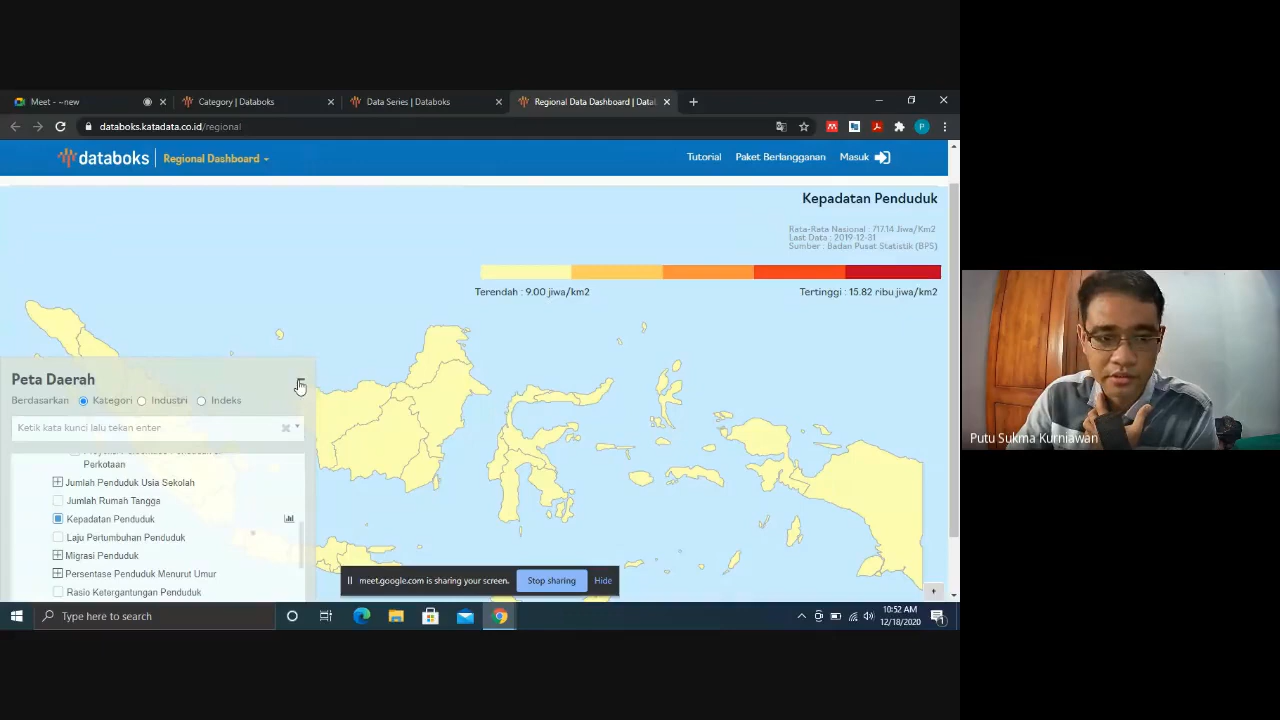 Meet - ~new
Category | Databoks
Data Series | Databoks
Regional Data Dashboard | Datal
databoks.katadata.co.id/regional
P
databoks
Regional Dashboard
Tutorial
Paket Berlangganan
Masuk
Kepadatan Penduduk
Rata-Rata Nasional : 717.14 Jiwa/Km2
Last Data : 2019-12-31
Sumber : Badan Pusat Statistik (BPS)
Terendah : 9.00 jiwa/km2
Tertinggi : 15.82 ribu jiwa/km2
Peta Daerah
Berdasarkan
Kategori
Industri
Indeks
Ketik kata kunci lalu tekan enter
Perkotaan
Jumlah Penduduk Usia Sekolah
Jumlah Rumah Tangga
Kepadatan Penduduk
Laju Pertumbuhan Penduduk
Migrasi Penduduk
Persentase Penduduk Menurut Umur
Rasio Ketergantungan Penduduk
meet.google.com is sharing your screen.
Stop sharing
Hide
Type here to search
10:52 AM
12/18/2020
1
Putu Sukma Kurniawan